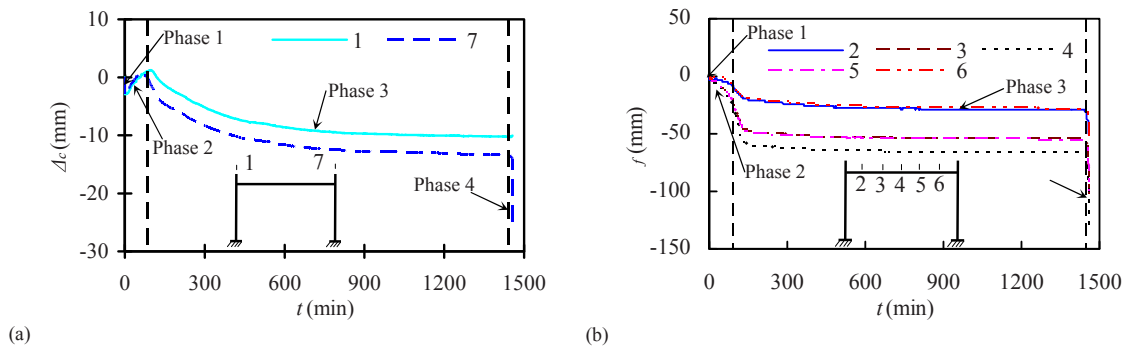 10
0
-10
-20
-30
Δc (mm)
0 300 600 900 1200 1500
t (min)
Phase 1
Phase 2
Phase 3
Phase 4
1 7
1 7
(a)
50
0
-50
-100
-150
f (mm)
0 300 600 900 1200 1500
t (min)
Phase 1
2 3 4
5 6
Phase 3
Phase 2
2 3 4 5 6
(b)